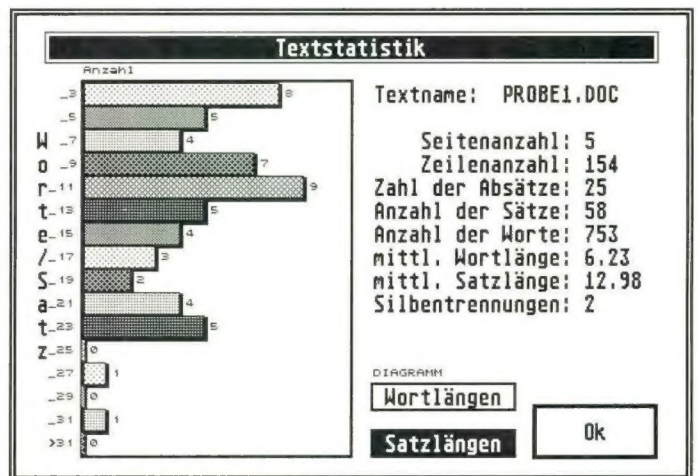 Textstatistik
Anzahl
_3 8
_5 5
W _7 4
o _9 7
r _11 9
t _13 5
e _15 4
/ _17 3
S _19 2
a _21 4
t _23 5
z _25 0
_27 1
_29 0
_31 1
>31 0
Textname: PROBE1.DOC
Seitenanzahl: 5
Zeilenanzahl: 154
Zahl der Absätze: 25
Anzahl der Sätze: 58
Anzahl der Worte: 753
mittl. Wortlänge: 6.23
mittl. Satzlänge: 12.98
Silbentrennungen: 2
DIAGRAMM
Wortlängen
Satzlängen
Ok